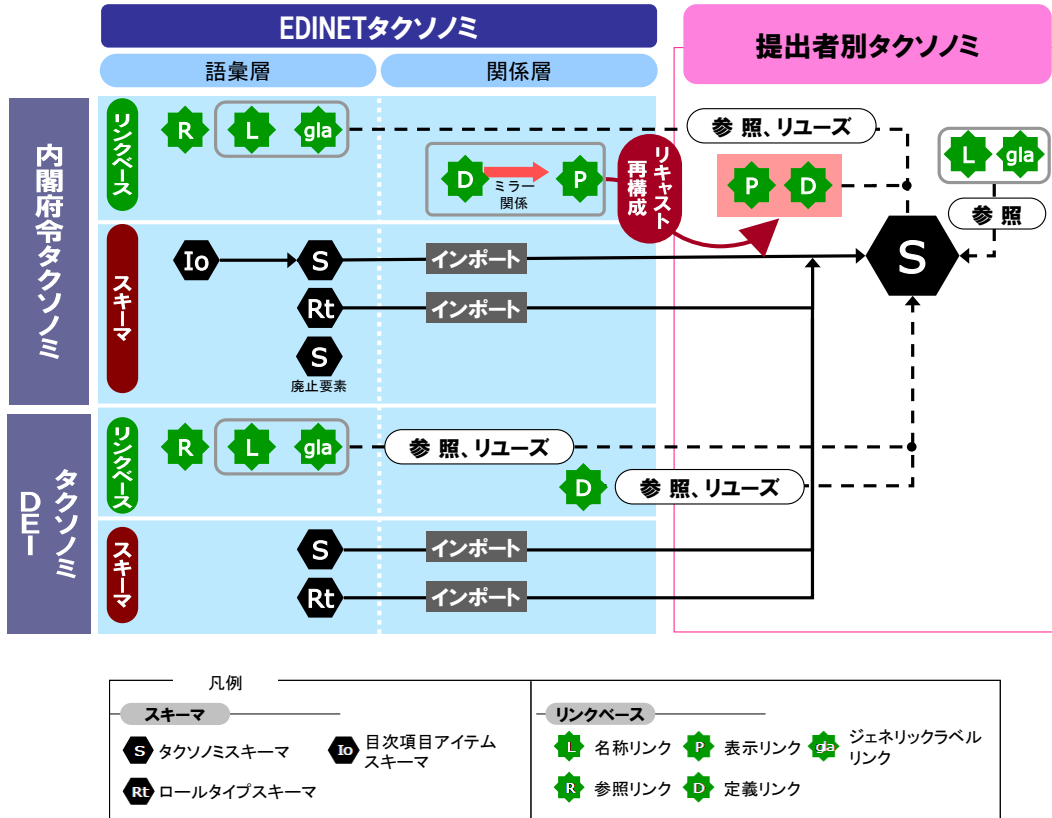 EDINETタクソノミ
提出者別タクソノミ
語彙層
関係層
内閣府令タクソノミ
リンクベース
R
L
gla
参 照、リユーズ
L
gla
参 照
D
ミラー
関係
P
リキャスト
再構成
P
D
スキーマ
Io
S
インポート
S
Rt
インポート
S
廃止要素
DEI
タクソノミ
リンクベース
R
L
gla
参 照、リユーズ
D
参 照、リユーズ
スキーマ
S
インポート
Rt
インポート
凡例
スキーマ
S タクソノミスキーマ
Io 目次項目アイテム
スキーマ
Rt ロールタイプスキーマ
リンクベース
L 名称リンク
P 表示リンク
gla ジェネリックラベル
リンク
R 参照リンク
D 定義リンク